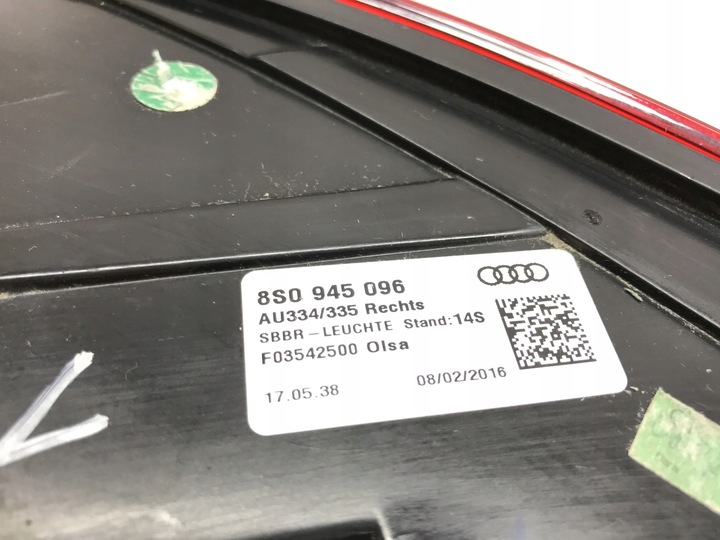 8S0 945 096
AU334/335 Rechts
SBBR-LEUCHTE Stand:14S
F03542500 Olsa
17.05.38 08/02/2016